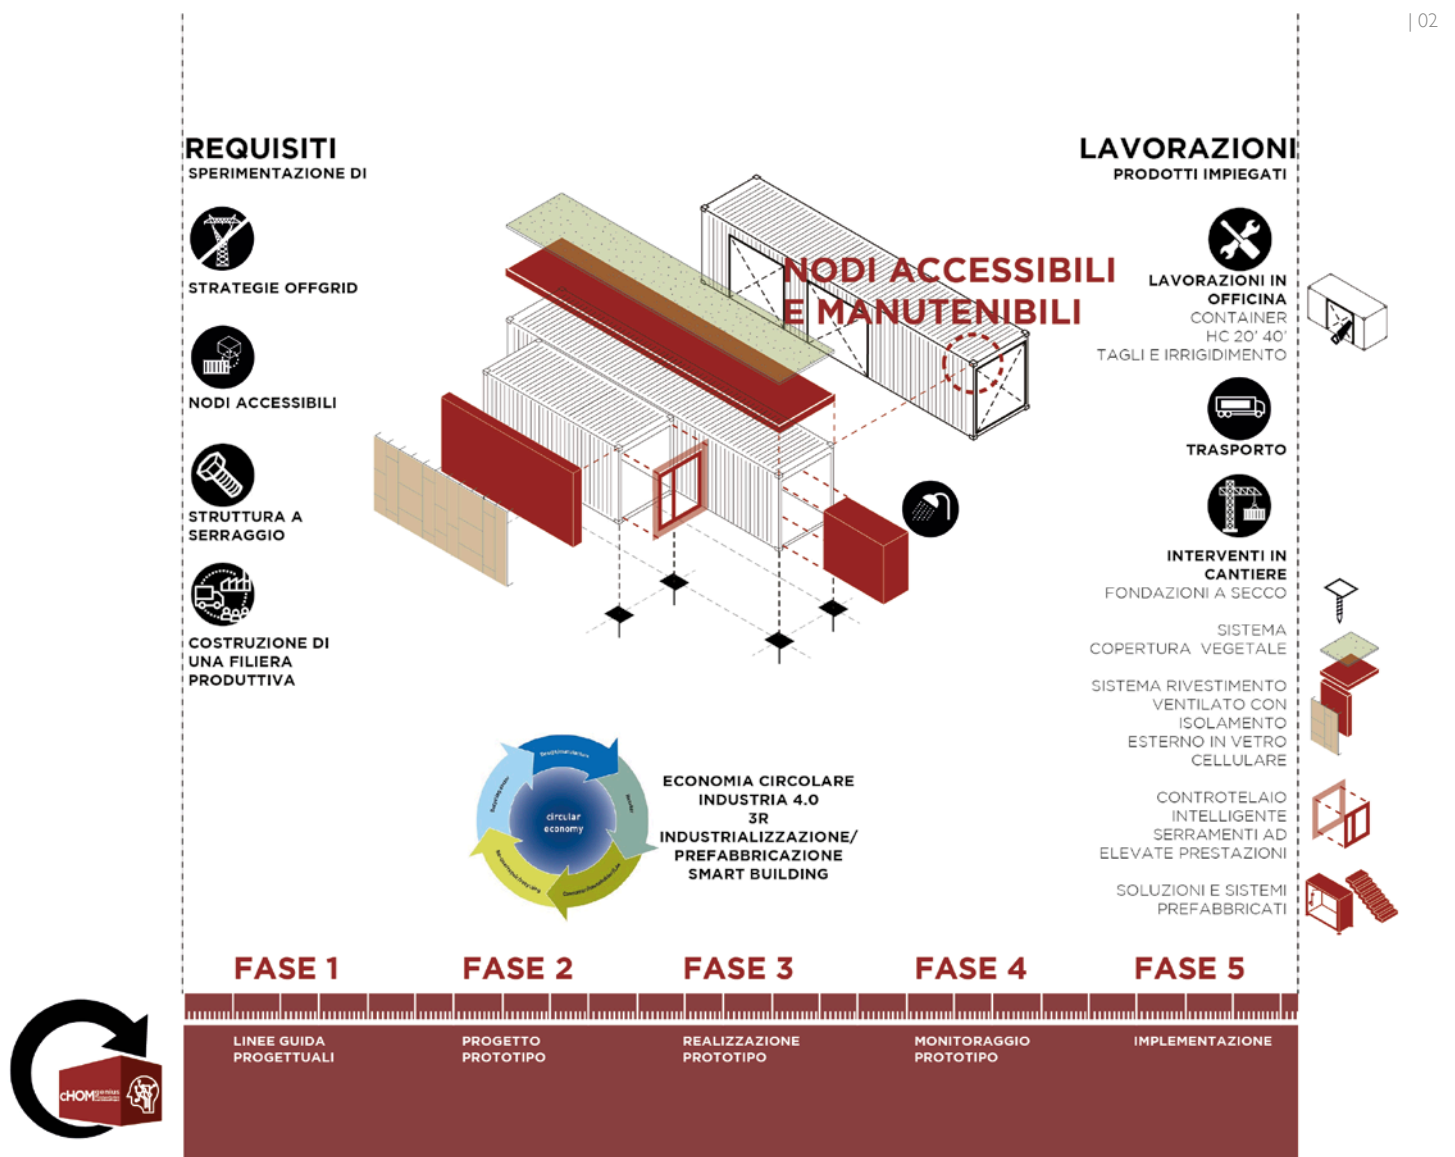 | 02
REQUISITI
SPERIMENTAZIONE DI
STRATEGIE OFFGRID
NODI ACCESSIBILI
STRUTTURA A
SERRAGGIO
COSTRUZIONE DI
UNA FILIERA
PRODUTTIVA
NODI ACCESSIBILI
E MANUTENIBILI
LAVORAZIONI
PRODOTTI IMPIEGATI
LAVORAZIONI IN
OFFICINA
CONTAINER
HC 20' 40'
TAGLI E IRRIGIDIMENTO
TRASPORTO
INTERVENTI IN
CANTIERE
FONDAZIONI A SECCO
SISTEMA
COPERTURA VEGETALE
SISTEMA RIVESTIMENTO
VENTILATO CON
ISOLAMENTO
ESTERNO IN VETRO
CELLULARE
CONTROTELAIO
INTELLIGENTE
SERRAMENTI AD
ELEVATE PRESTAZIONI
SOLUZIONI E SISTEMI
PREFABBRICATI
circular
economy
ECONOMIA CIRCOLARE
INDUSTRIA 4.0
3R
INDUSTRIALIZZAZIONE/
PREFABBRICAZIONE
SMART BUILDING
FASE 1
FASE 2
FASE 3
FASE 4
FASE 5
LINEE GUIDA
PROGETTUALI
PROGETTO
PROTOTIPO
REALIZZAZIONE
PROTOTIPO
MONITORAGGIO
PROTOTIPO
IMPLEMENTAZIONE
cHOMgenius